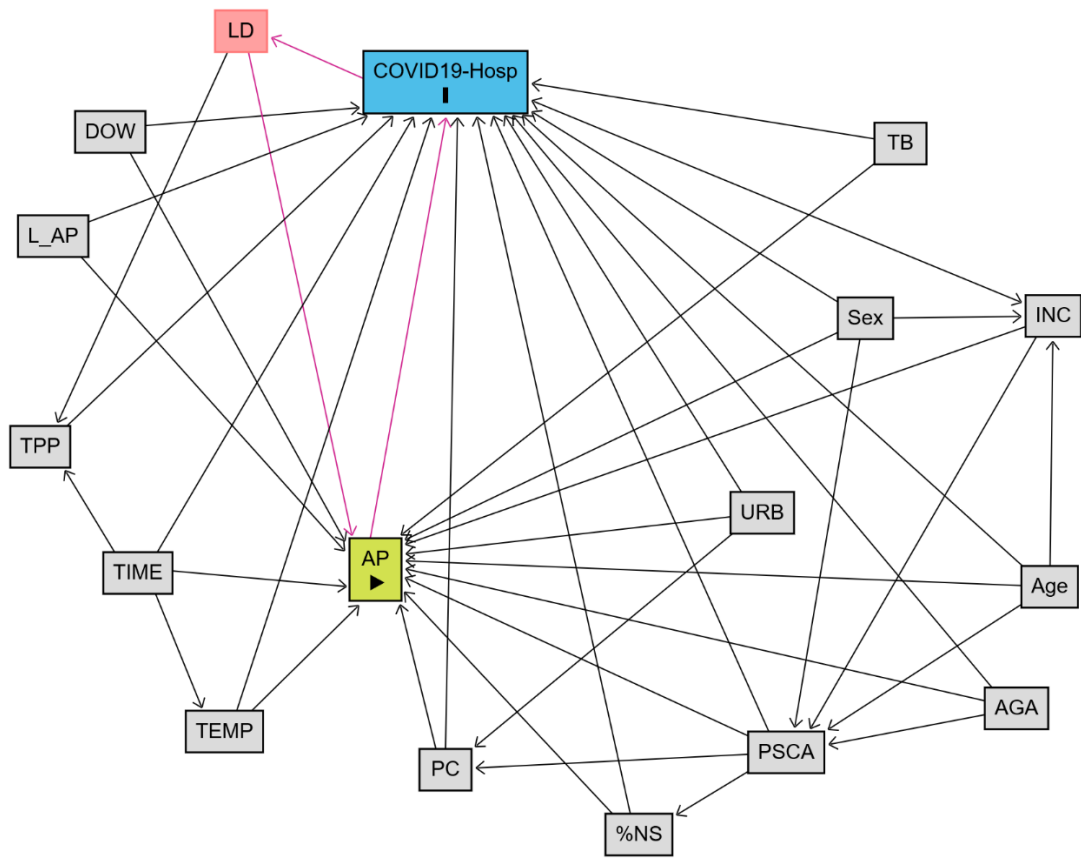 LD
COVID19-Hosp
DOW
TB
L_AP
Sex
INC
TPP
URB
AP
TIME
Age
AGA
TEMP
PSCA
PC
%NS